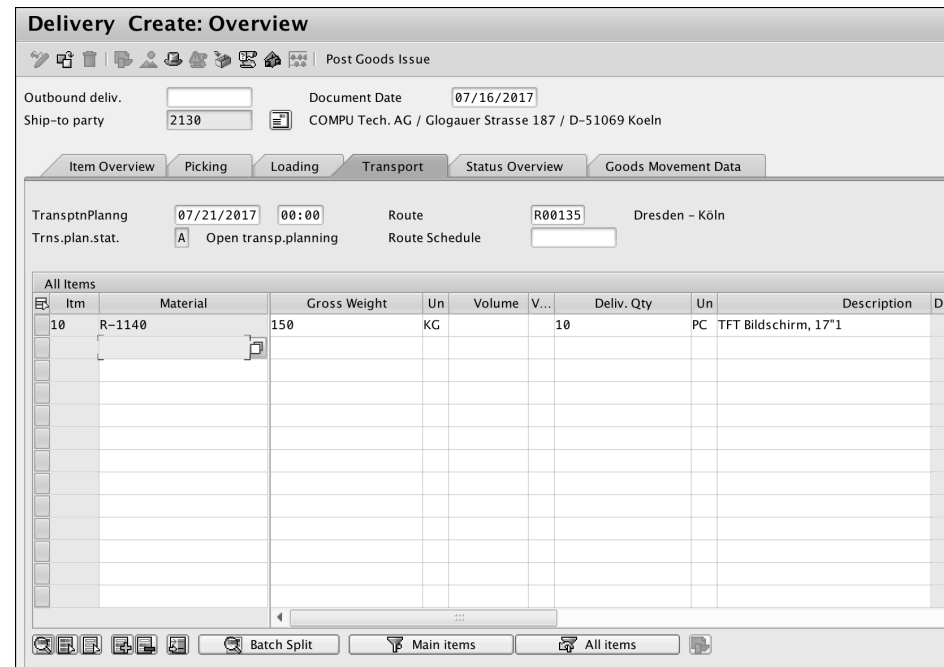 Delivery Create: Overview
Post Goods Issue
Outbound deliv. Document Date 07/16/2017
Ship-to party 2130 COMPU Tech. AG / Glogauer Strasse 187 / D-51069 Koeln
Item Overview Picking Loading Transport Status Overview Goods Movement Data
TransptnPlanng 07/21/2017 00:00 Route R00135 Dresden - Köln
Trns.plan.stat. A Open transp.planning Route Schedule
All Items
Itm Material Gross Weight Un Volume V... Deliv. Qty Un Description D
10 R-1140 150 KG 10 PC TFT Bildschirm, 17"1
Batch Split Main items All items